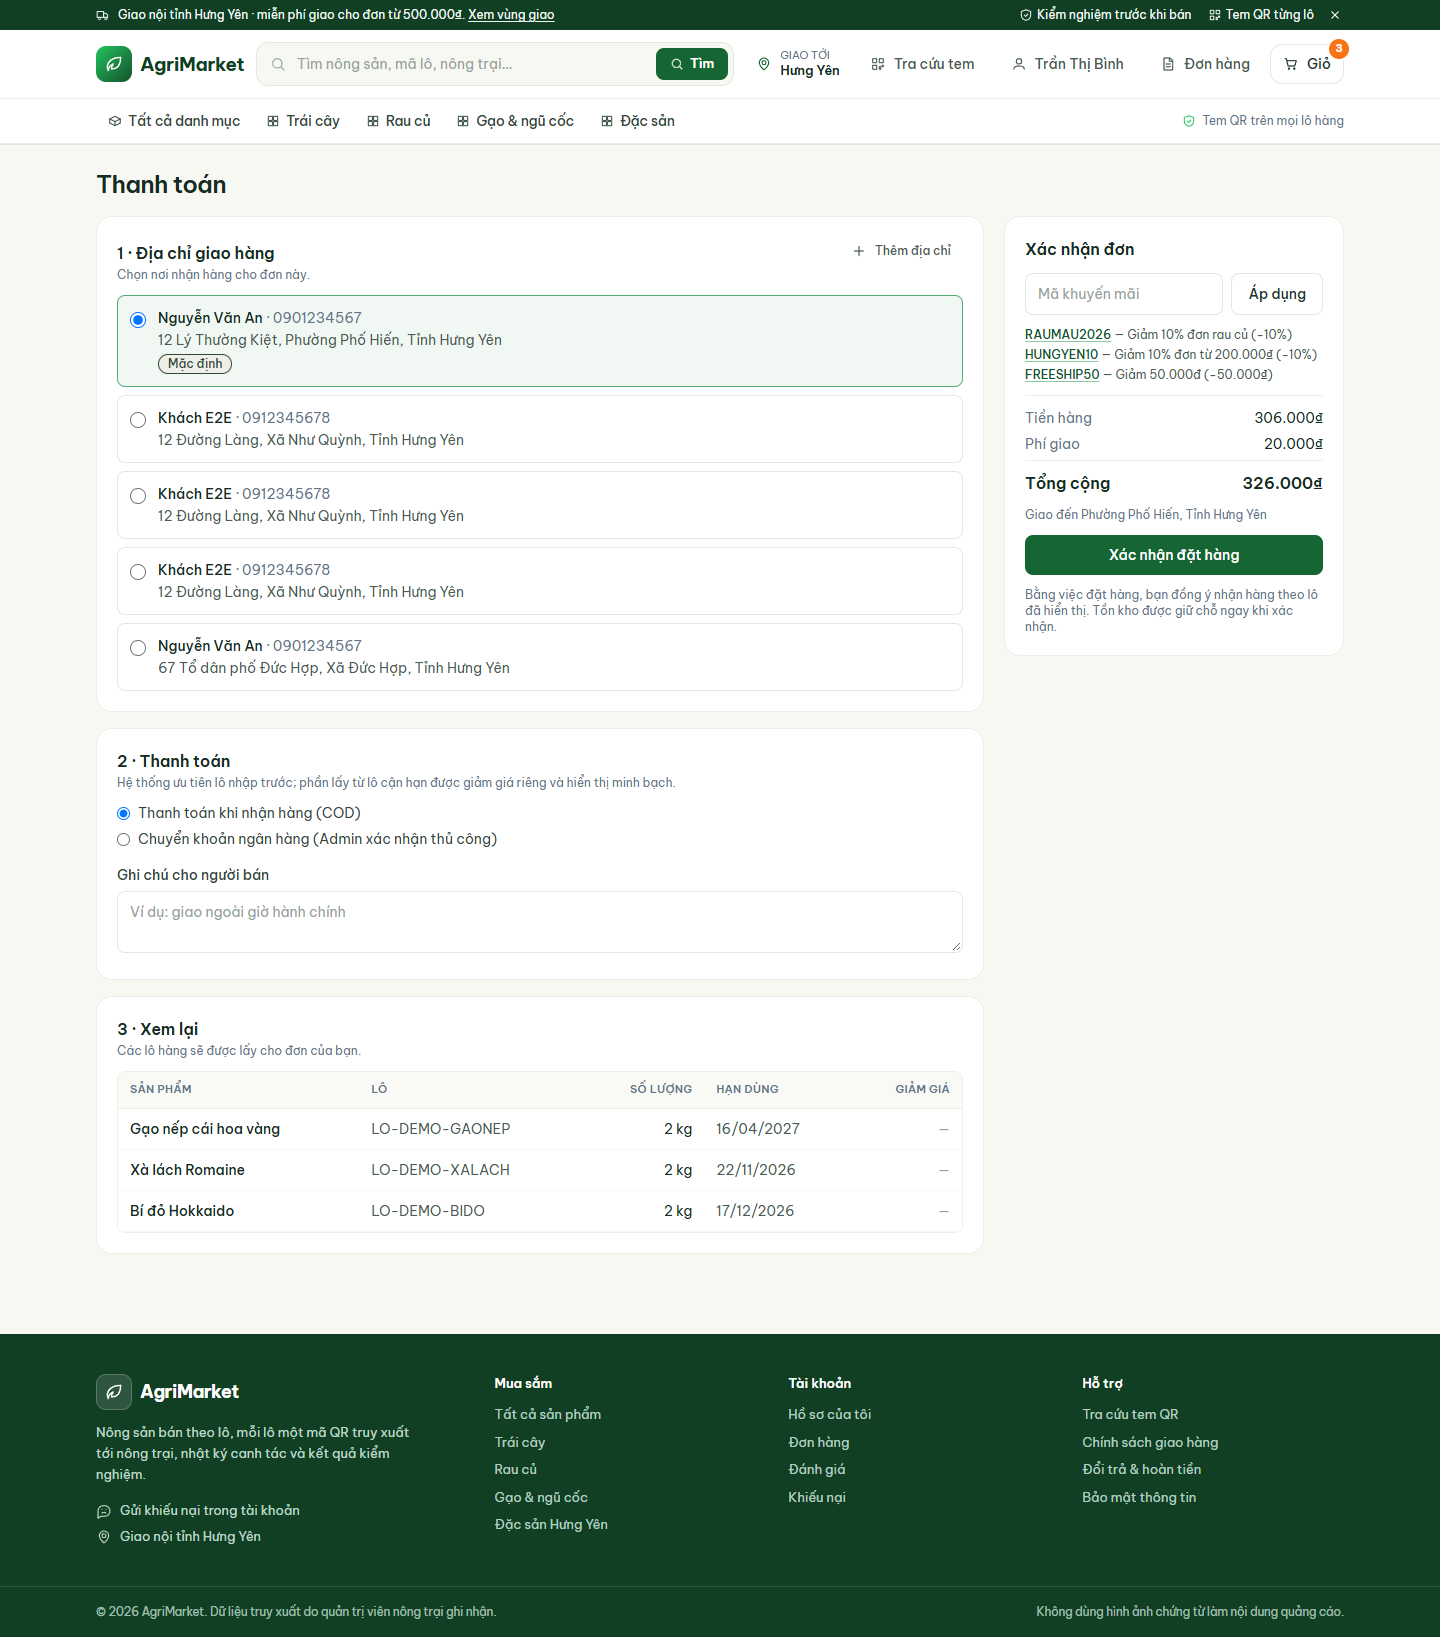 Giao nội tỉnh Hưng Yên · miễn phí giao cho đơn từ 500.000₫. Xem vùng giao
Kiểm nghiệm trước khi bán
Tem QR từng lô
AgriMarket
Tìm nông sản, mã lô, nông trại...
Tìm
GIAO TỚI
Hưng Yên
Tra cứu tem
Trần Thị Bình
Đơn hàng
Giỏ
3
Tất cả danh mục
Trái cây
Rau củ
Gạo & ngũ cốc
Đặc sản
Tem QR trên mọi lô hàng
Thanh toán
1 · Địa chỉ giao hàng
Thêm địa chỉ
Chọn nơi nhận hàng cho đơn này.
Nguyễn Văn An · 0901234567
12 Lý Thường Kiệt, Phường Phố Hiến, Tỉnh Hưng Yên
Mặc định
Khách E2E · 0912345678
12 Đường Làng, Xã Như Quỳnh, Tỉnh Hưng Yên
Khách E2E · 0912345678
12 Đường Làng, Xã Như Quỳnh, Tỉnh Hưng Yên
Khách E2E · 0912345678
12 Đường Làng, Xã Như Quỳnh, Tỉnh Hưng Yên
Nguyễn Văn An · 0901234567
67 Tổ dân phố Đức Hợp, Xã Đức Hợp, Tỉnh Hưng Yên
2 · Thanh toán
Hệ thống ưu tiên lô nhập trước; phần lấy từ lô cận hạn được giảm giá riêng và hiển thị minh bạch.
Thanh toán khi nhận hàng (COD)
Chuyển khoản ngân hàng (Admin xác nhận thủ công)
Ghi chú cho người bán
Ví dụ: giao ngoài giờ hành chính
3 · Xem lại
Các lô hàng sẽ được lấy cho đơn của bạn.
SẢN PHẨM LÔ SỐ LƯỢNG HẠN DÙNG GIẢM GIÁ
Gạo nếp cái hoa vàng LO-DEMO-GAONEP 2 kg 16/04/2027 —
Xà lách Romaine LO-DEMO-XALACH 2 kg 22/11/2026 —
Bí đỏ Hokkaido LO-DEMO-BIDO 2 kg 17/12/2026 —
Xác nhận đơn
Mã khuyến mãi
Áp dụng
RAUMAU2026 — Giảm 10% đơn rau củ (-10%)
HUNGYEN10 — Giảm 10% đơn từ 200.000₫ (-10%)
FREESHIP50 — Giảm 50.000đ (-50.000₫)
Tiền hàng 306.000₫
Phí giao 20.000₫
Tổng cộng 326.000₫
Giao đến Phường Phố Hiến, Tỉnh Hưng Yên
Xác nhận đặt hàng
Bằng việc đặt hàng, bạn đồng ý nhận hàng theo lô
đã hiển thị. Tồn kho được giữ chỗ ngay khi xác
nhận.
AgriMarket
Nông sản bán theo lô, mỗi lô một mã QR truy xuất
tới nông trại, nhật ký canh tác và kết quả kiểm
nghiệm.
Gửi khiếu nại trong tài khoản
Giao nội tỉnh Hưng Yên
Mua sắm
Tất cả sản phẩm
Trái cây
Rau củ
Gạo & ngũ cốc
Đặc sản Hưng Yên
Tài khoản
Hồ sơ của tôi
Đơn hàng
Đánh giá
Khiếu nại
Hỗ trợ
Tra cứu tem QR
Chính sách giao hàng
Đổi trả & hoàn tiền
Bảo mật thông tin
© 2026 AgriMarket. Dữ liệu truy xuất do quản trị viên nông trại ghi nhận.
Không dùng hình ảnh chứng từ làm nội dung quảng cáo.